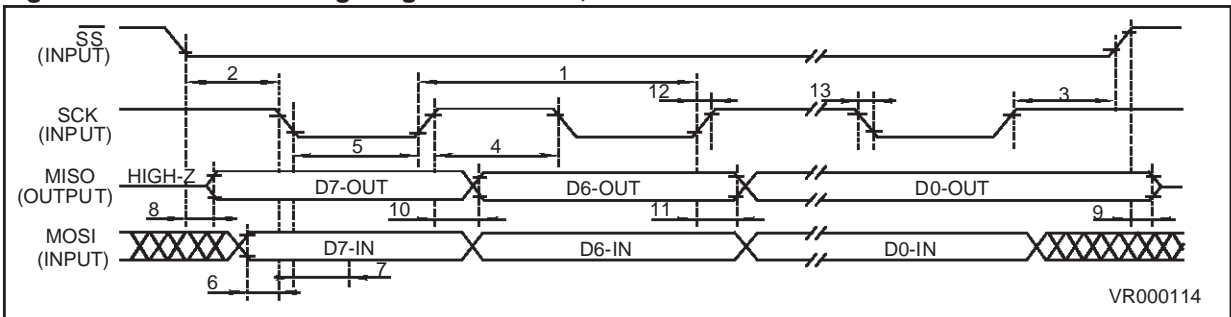 SS
(INPUT)
2
1
12
13
3
SCK
(INPUT)
5
4
MISO
(OUTPUT)
HIGH-Z
D7-OUT
D6-OUT
D0-OUT
8
10
11
9
MOSI
(INPUT)
D7-IN
D6-IN
D0-IN
7
6
VR000114